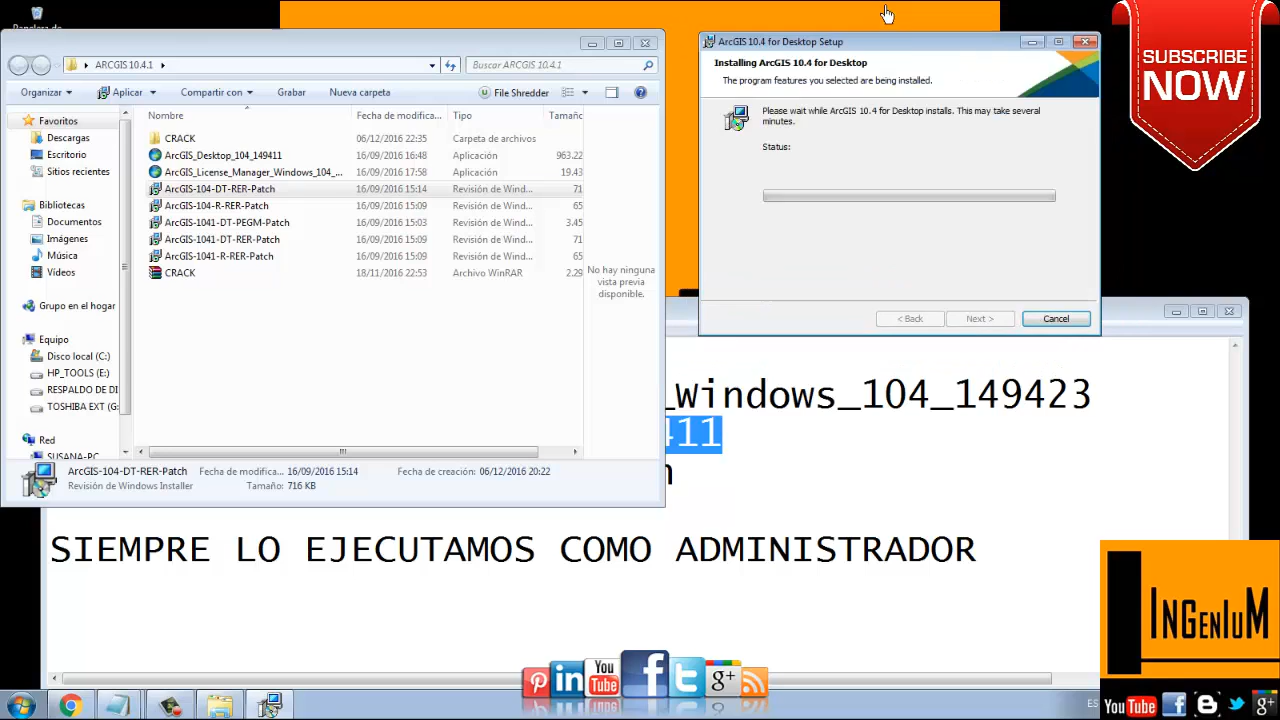 Papelera de
ArcGIS 10.4.1
Buscar ARCGIS 10.4.1
Organizar
Aplicar
Compartir con
Grabar
Nueva carpeta
File Shredder
Favoritos
Descargas
Escritorio
Sitios recientes
Bibliotecas
Documentos
Imágenes
Música
Vídeos
Grupo en el hogar
Equipo
Disco local (C:)
HP_TOOLS (E:)
RESPALDO DE DI
TOSHIBA EXT (G:
Red
SUSANA-PC
Nombre Fecha de modifica... Tipo Tamaño
CRACK 06/12/2016 22:35 Carpeta de archivos
ArcGIS_Desktop_104_149411 16/09/2016 16:48 Aplicación 963.22
ArcGIS_License_Manager_Windows_104_... 16/09/2016 17:58 Aplicación 19.43
ArcGIS-104-DT-RER-Patch 16/09/2016 15:14 Revisión de Wind... 71
ArcGIS-104-R-RER-Patch 16/09/2016 15:09 Revisión de Wind... 65
ArcGIS-1041-DT-PEGM-Patch 16/09/2016 15:03 Revisión de Wind... 3.45
ArcGIS-1041-DT-RER-Patch 16/09/2016 15:09 Revisión de Wind... 71
ArcGIS-1041-R-RER-Patch 16/09/2016 15:09 Revisión de Wind... 65
CRACK 18/11/2016 22:53 Archivo WinRAR 2.29
No hay ninguna
vista previa
disponible.
ArcGIS-104-DT-RER-Patch Fecha de modifica... 16/09/2016 15:14 Fecha de creación: 06/12/2016 20:22
Revisión de Windows Installer Tamaño: 716 KB
ArcGIS 10.4 for Desktop Setup
Installing ArcGIS 10.4 for Desktop
The program features you selected are being installed.
Please wait while ArcGIS 10.4 for Desktop installs. This may take several
minutes.
Status:
< Back Next > Cancel
SUBSCRIBE
NOW
_Windows_104_149423
411
SIEMPRE LO EJECUTAMOS COMO ADMINISTRADOR
INGENIUM
You Tube
in
f
g+
ES
You Tube